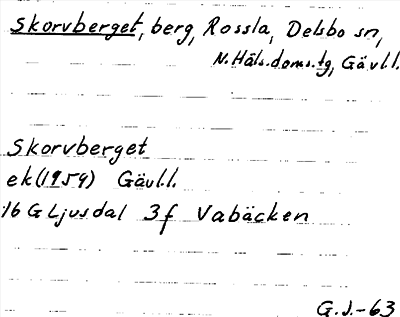 Skorvberget, berg, Rossla, Delsbo sn,
N. Häls. doms.tg, Gävl.l.
Skorvberget
ek (1959) Gävl.l.
16 G Ljusdal 3f Vabäcken
G.J.-63